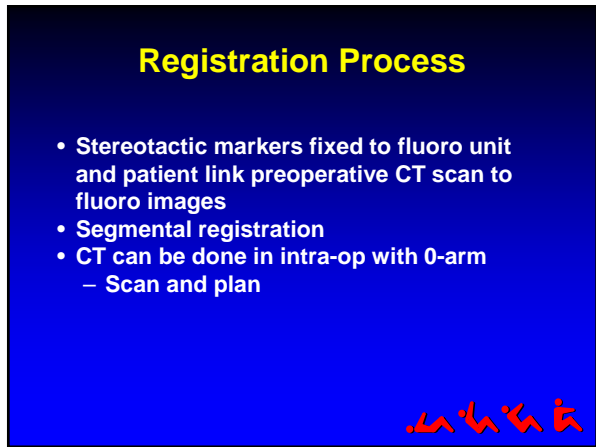 Registration Process
• Stereotactic markers fixed to fluoro unit
and patient link preoperative CT scan to
fluoro images
• Segmental registration
• CT can be done in intra-op with 0-arm
– Scan and plan